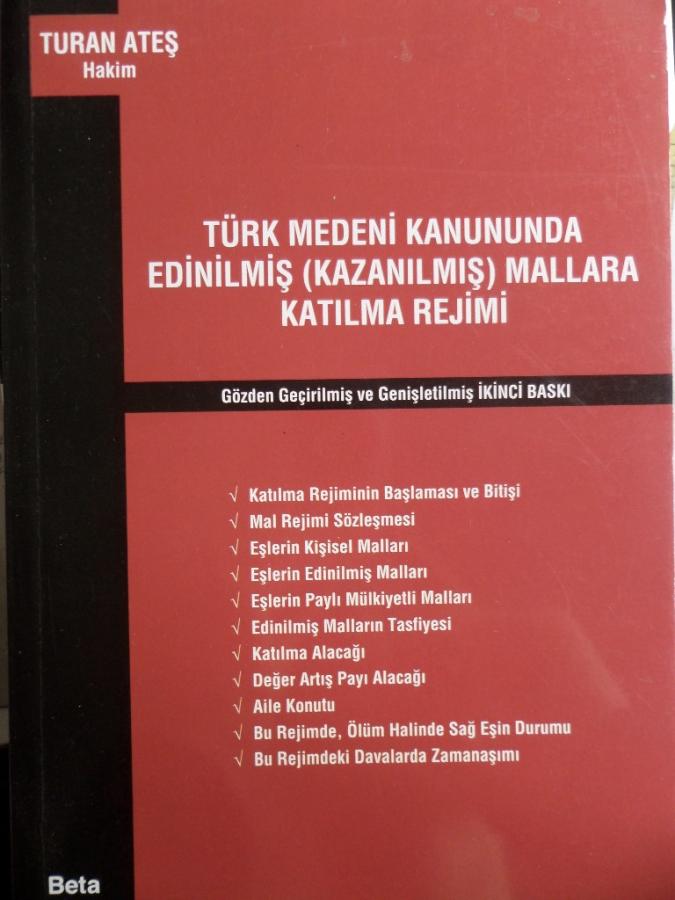 TURAN ATEŞ
Hakim
TÜRK MEDENİ KANUNUNDA
EDİNİLMİŞ (KAZANILMIŞ) MALLARA
KATILMA REJİMİ
Gözden Geçirilmiş ve Genişletilmiş İKİNCİ BASKI
√ Katılma Rejiminin Başlaması ve Bitişi
√ Mal Rejimi Sözleşmesi
√ Eşlerin Kişisel Malları
√ Eşlerin Edinilmiş Malları
√ Eşlerin Paylı Mülkiyetli Malları
√ Edinilmiş Malların Tasfiyesi
√ Katılma Alacağı
√ Değer Artış Payı Alacağı
√ Aile Konutu
√ Bu Rejimde, Ölüm Halinde Sağ Eşin Durumu
√ Bu Rejimdeki Davalarda Zamanaşımı
Beta